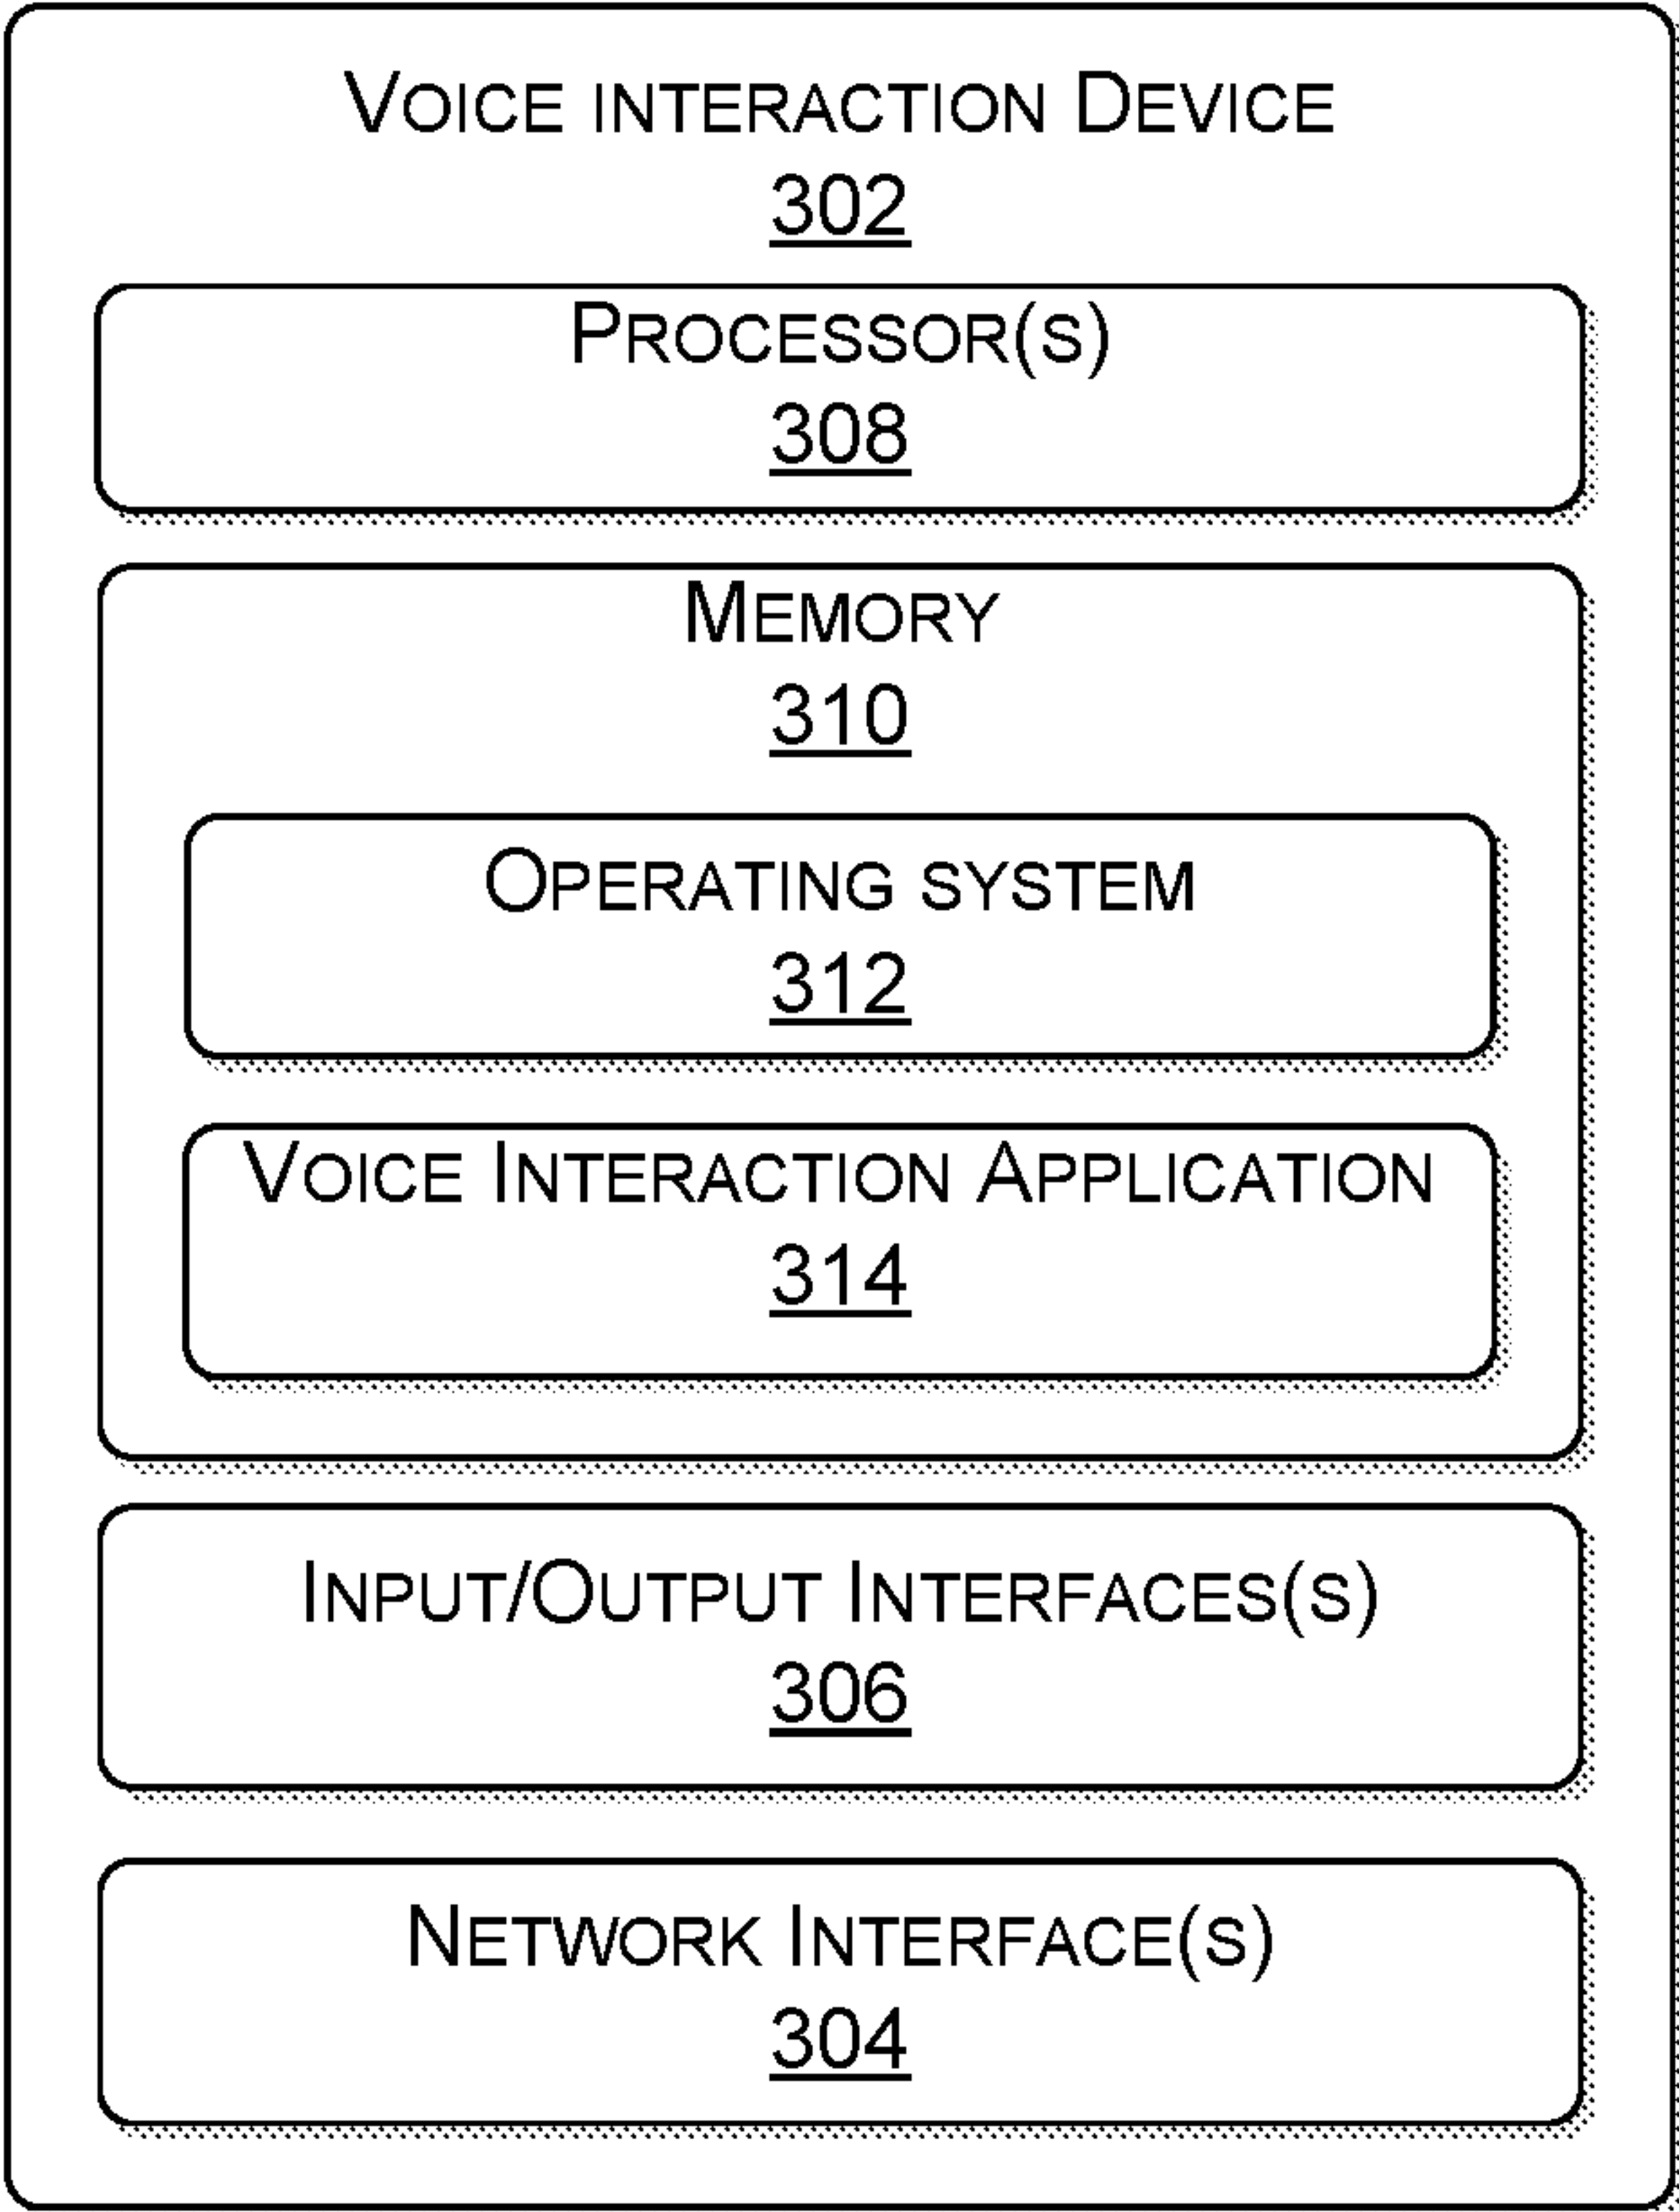 VOICE INTERACTION DEVICE
302
PROCESSOR(S)
308
MEMORY
310
OPERATING SYSTEM
312
VOICE INTERACTION APPLICATION
314
INPUT/OUTPUT INTERFACES(S)
306
NETWORK INTERFACE(S)
304